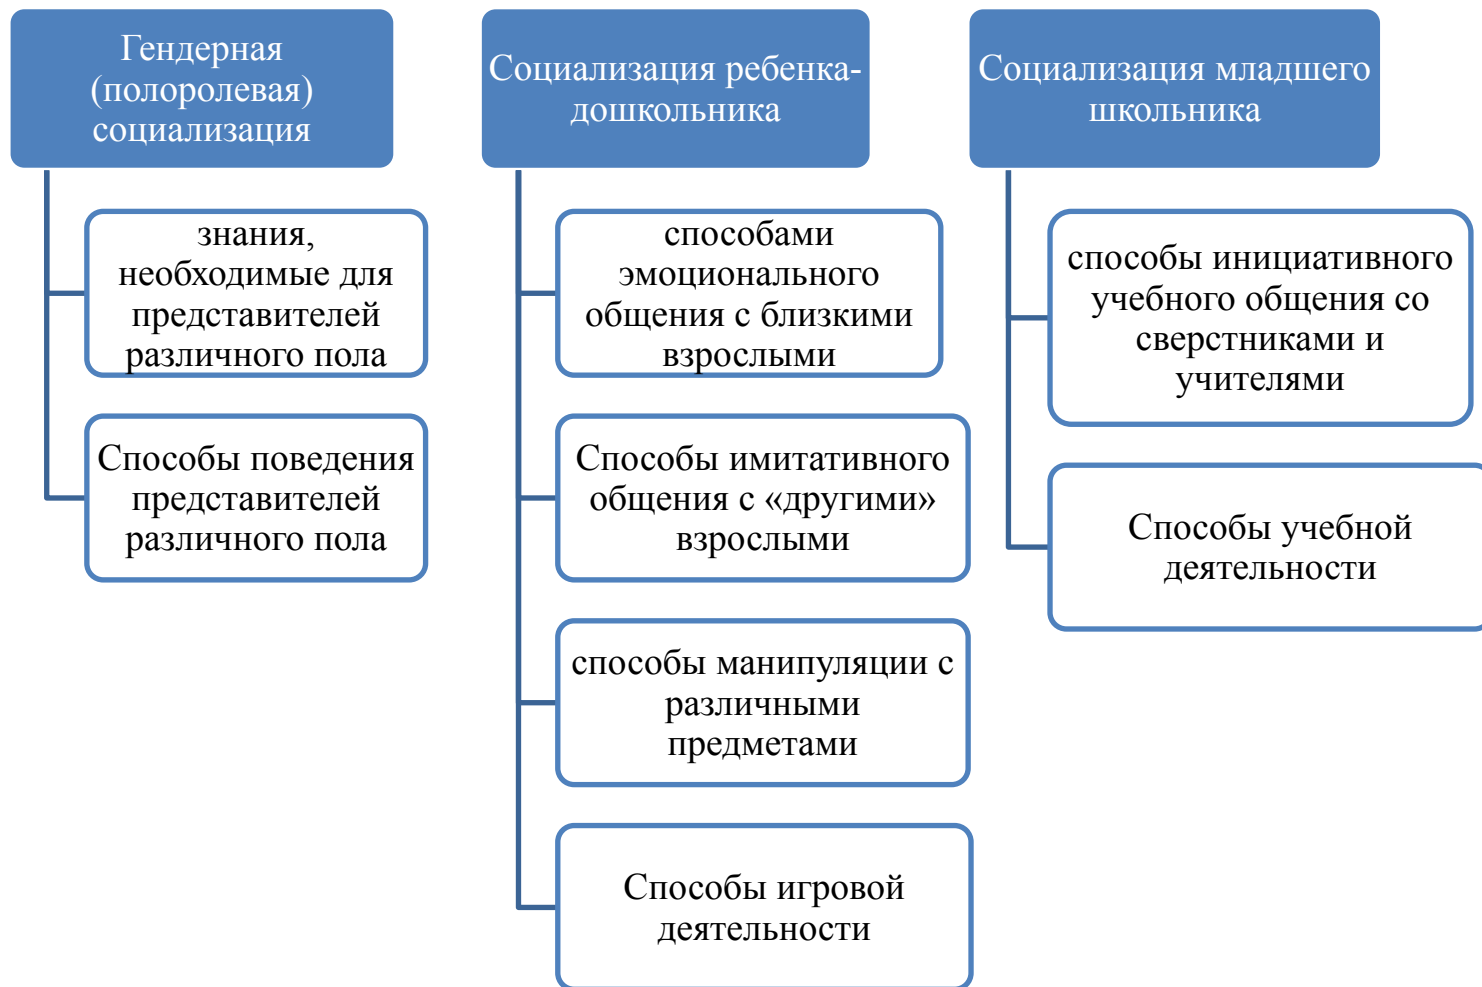 Гендерная
(полоролевая)
социализация
знания,
необходимые для
представителей
различного пола
Способы поведения
представителей
различного пола
Социализация ребенка-
дошкольника
способами
эмоционального
общения с близкими
взрослыми
Способы имитативного
общения с «другими»
взрослыми
способы манипуляции с
различными
предметами
Способы игровой
деятельности
Социализация младшего
школьника
способы инициативного
учебного общения со
сверстниками и
учителями
Способы учебной
деятельности